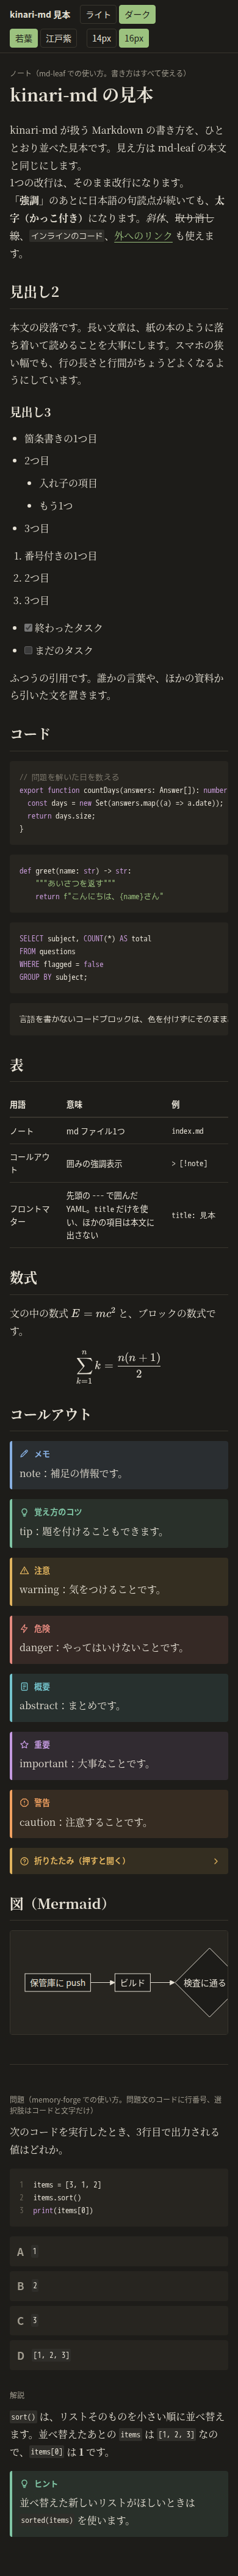 kinari-md 見本 ライト ダーク
若葉 江戸紫 14px 16px
ノート（md-leaf での使い方。書き方はすべて使える）
kinari-md の見本
kinari-md が扱う Markdown の書き方を、ひと
とおり並べた見本です。見え方は md-leaf の本文
と同じにします。
1つの改行は、そのまま改行になります。
「強調」のあとに日本語の句読点が続いても、太
字（かっこ付き）になります。斜体、取り消し
線、インラインのコード、外へのリンク も使えま
す。
見出し2
本文の段落です。長い文章は、紙の本のように落
ち着いて読めることを大事にします。スマホの狭
い幅でも、行の長さと行間がちょうどよくなるよ
うにしています。
見出し3
箇条書きの1つ目
2つ目
入れ子の項目
もう1つ
3つ目
1. 番号付きの1つ目
2. 2つ目
3. 3つ目
終わったタスク
まだのタスク
ふつうの引用です。誰かの言葉や、ほかの資料か
ら引いた文を置きます。
コード
// 問題を解いた日を数える
export function countDays(answers: Answer[]): number
const days = new Set(answers.map((a) => a.date));
return days.size;
}
def greet(name: str) -> str:
"""あいさつを返す"""
return f"こんにちは、{name}さん"
SELECT subject, COUNT(*) AS total
FROM questions
WHERE flagged = false
GROUP BY subject;
言語を書かないコードブロックは、色を付けずにそのまま
表
用語 意味 例
ノート md ファイル1つ index.md
コールアウ
ト 囲みの強調表示 > [!note]
フロントマ
ター 先頭の --- で囲んだ
YAML。title だけを使
い、ほかの項目は本文に
出さない title: 見本
数式
文の中の数式 E = mc² と、ブロックの数式で
す。
n
∑ k = n(n + 1)
k=1 2
コールアウト
メモ
note：補足の情報です。
覚え方のコツ
tip：題を付けることもできます。
注意
warning：気をつけることです。
危険
danger：やってはいけないことです。
概要
abstract：まとめです。
重要
important：大事なことです。
警告
caution：注意することです。
折りたたみ（押すと開く）
図（Mermaid）
保管庫に push ビルド 検査に通る
問題（memory-forge での使い方。問題文のコードに行番号、選
択肢はコードと文字だけ）
次のコードを実行したとき、3行目で出力される
値はどれか。
1 items = [3, 1, 2]
2 items.sort()
3 print(items[0])
A 1
B 2
C 3
D [1, 2, 3]
解説
sort() は、リストそのものを小さい順に並べ替え
ます。並べ替えたあとの items は [1, 2, 3] なの
で、items[0] は 1 です。
ヒント
並べ替えた新しいリストがほしいときは
sorted(items) を使います。